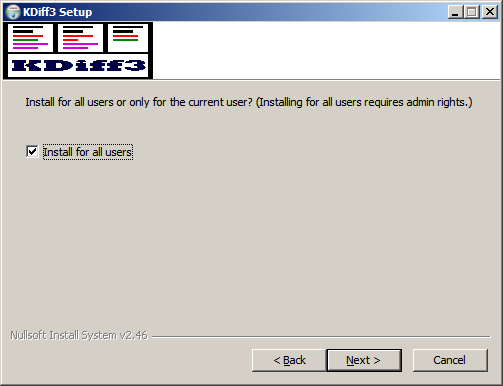 KDiff3 Setup
KDiff3
Install for all users or only for the current user? (Installing for all users requires admin rights.)
Install for all users
Nullsoft Install System v2.46
< Back
Next >
Cancel